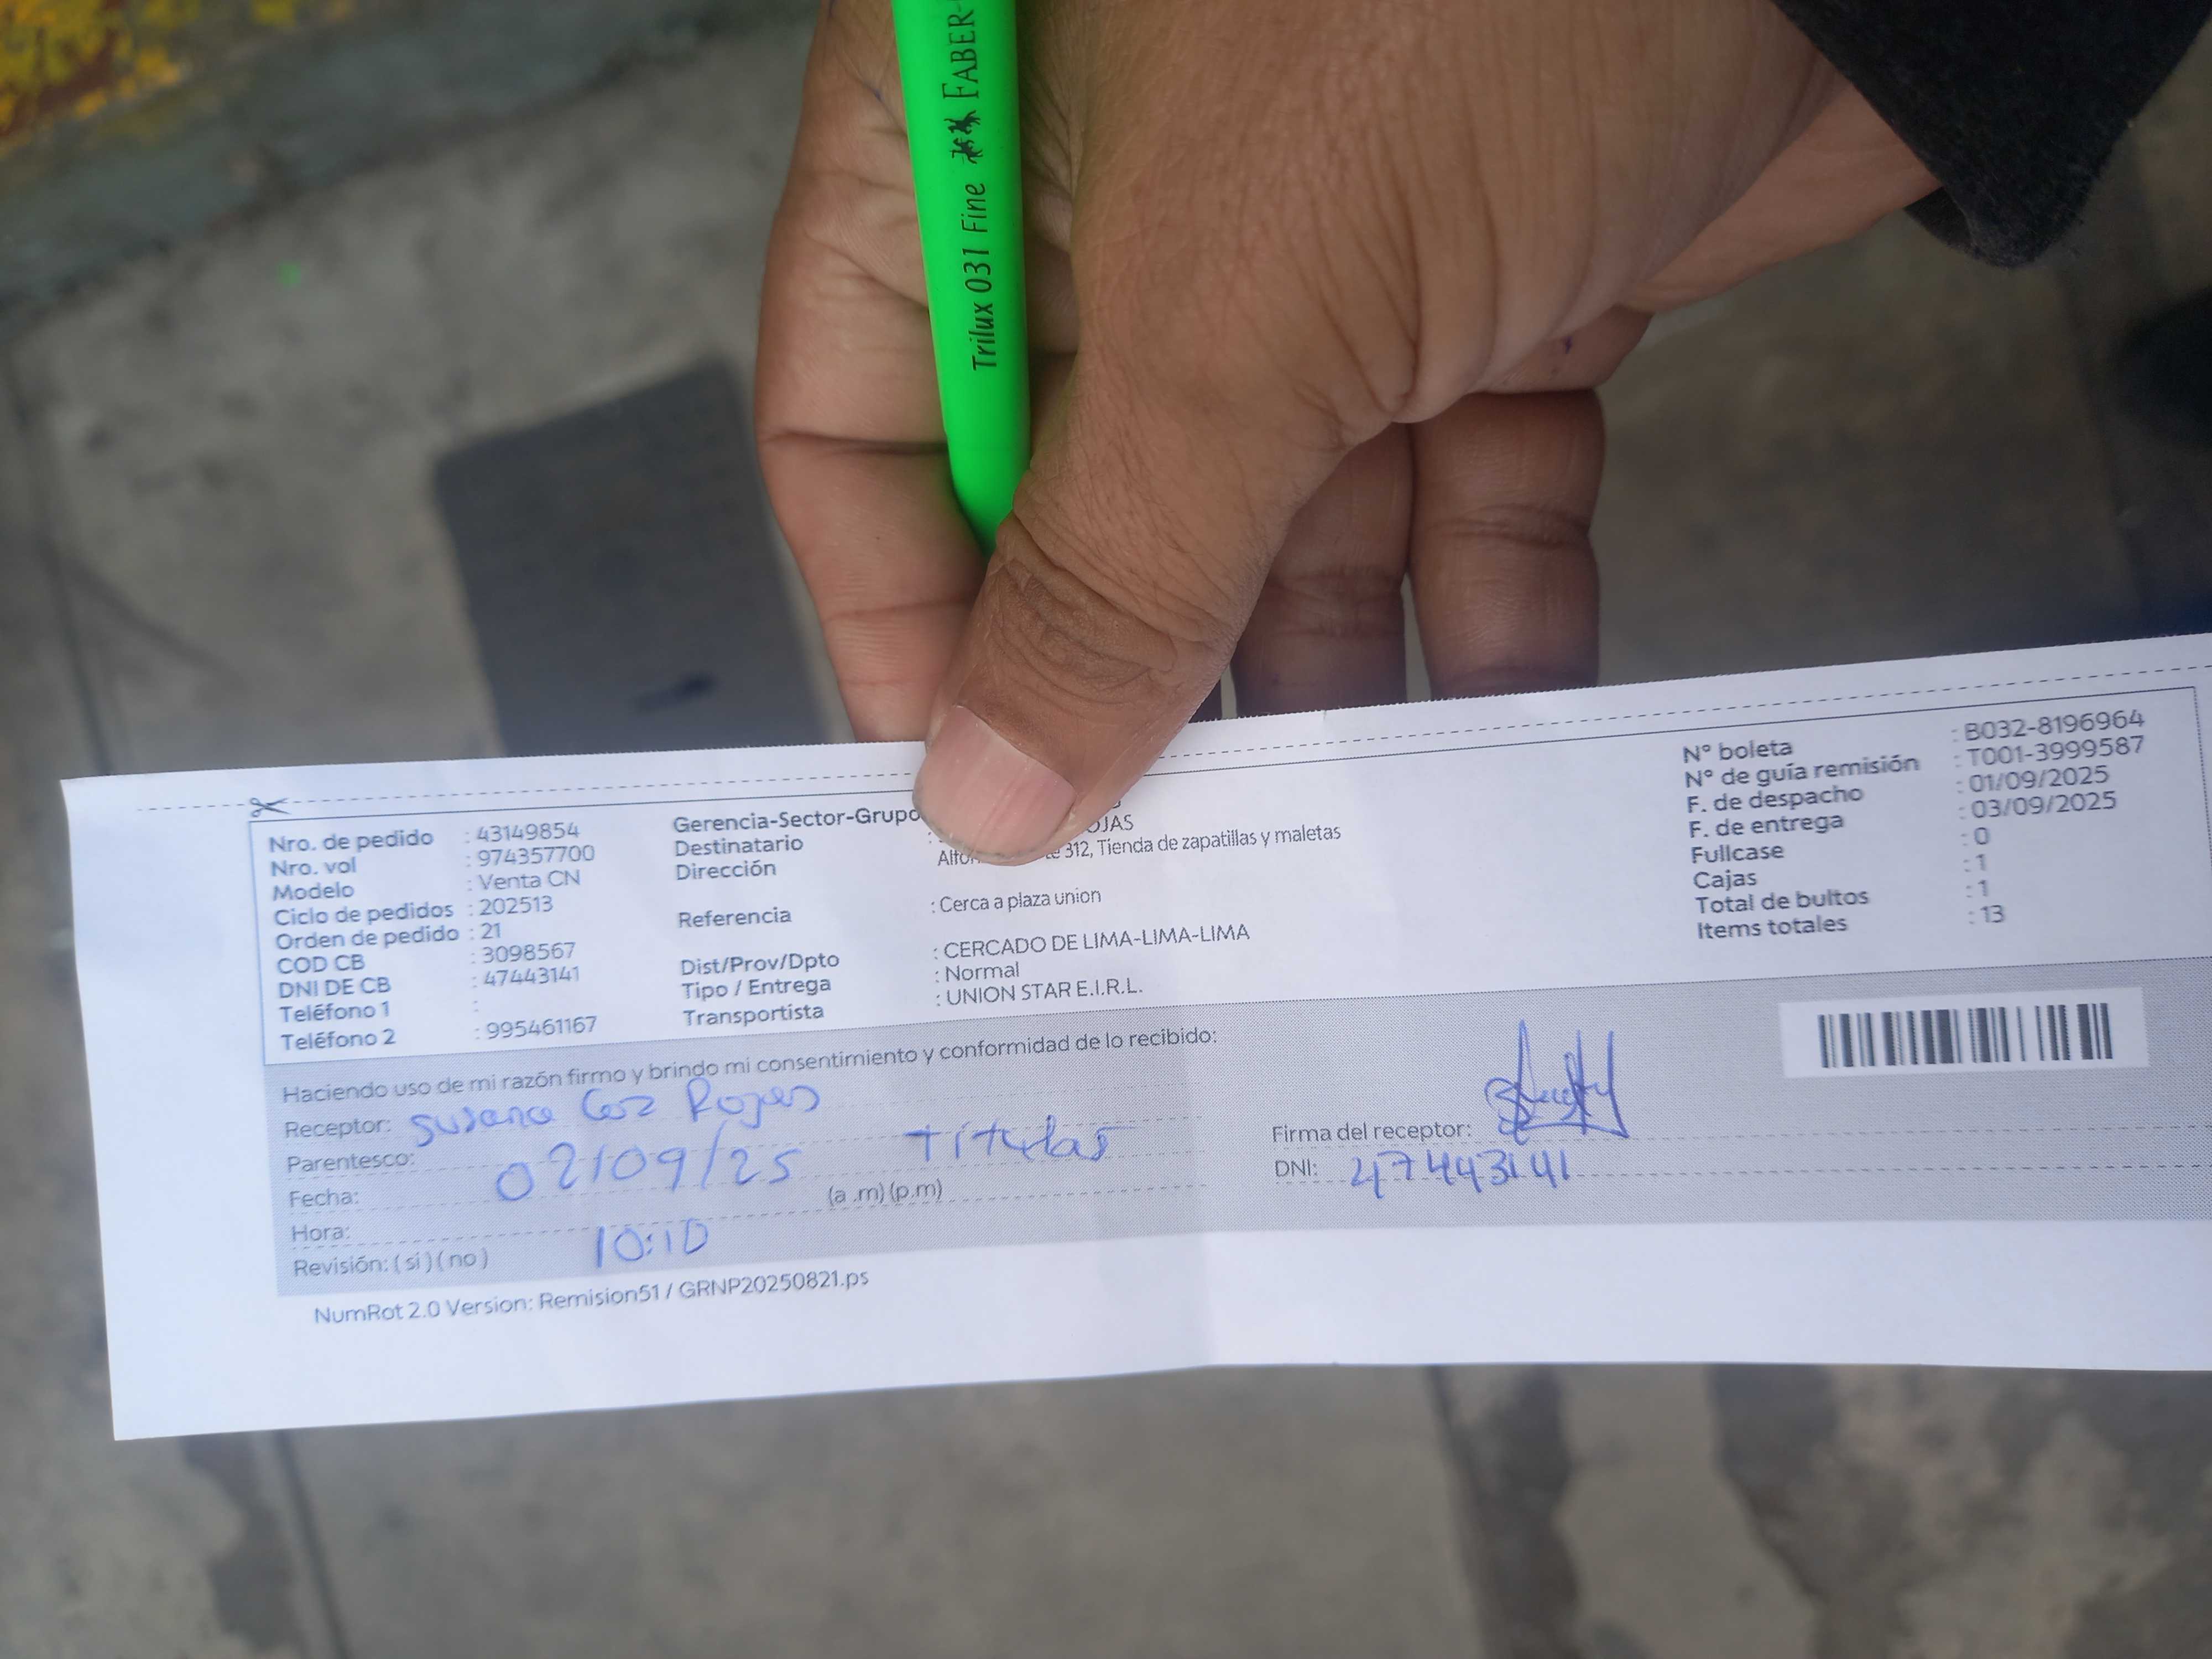 Trilux 031 Fine FABER-
Nro. de pedido : 43149854
Nro. vol : 974357700
Modelo : Venta CN
Ciclo de pedidos : 202513
Orden de pedido : 21
COD CB : 3098567
DNI DE CB : 47443141
Teléfono 1 :
Teléfono 2 : 995461167
Gerencia-Sector-Grupo
Destinatario : OJAS
Dirección 312, Tienda de zapatillas y maletas
Referencia : Cerca a plaza union
Dist/Prov/Dpto : CERCADO DE LIMA-LIMA-LIMA
Tipo / Entrega : Normal
Transportista : UNION STAR E.I.R.L.
N° boleta : B032-8196964
N° de guía remisión : T001-3999587
F. de despacho : 01/09/2025
F. de entrega : 03/09/2025
Fullcase : 0
Cajas : 1
Total de bultos : 1
Items totales : 13
Haciendo uso de mi razón firmo y brindo mi consentimiento y conformidad de lo recibido:
Receptor: Susana Coz Rojas
Parentesco: Titular
Fecha: 02/09/25
Hora: 10:10 (a .m) (p.m)
Revisión: ( si ) ( no )
Firma del receptor:
DNI: 47443141
NumRot 2.0 Version: Remision51 / GRNP20250821.ps